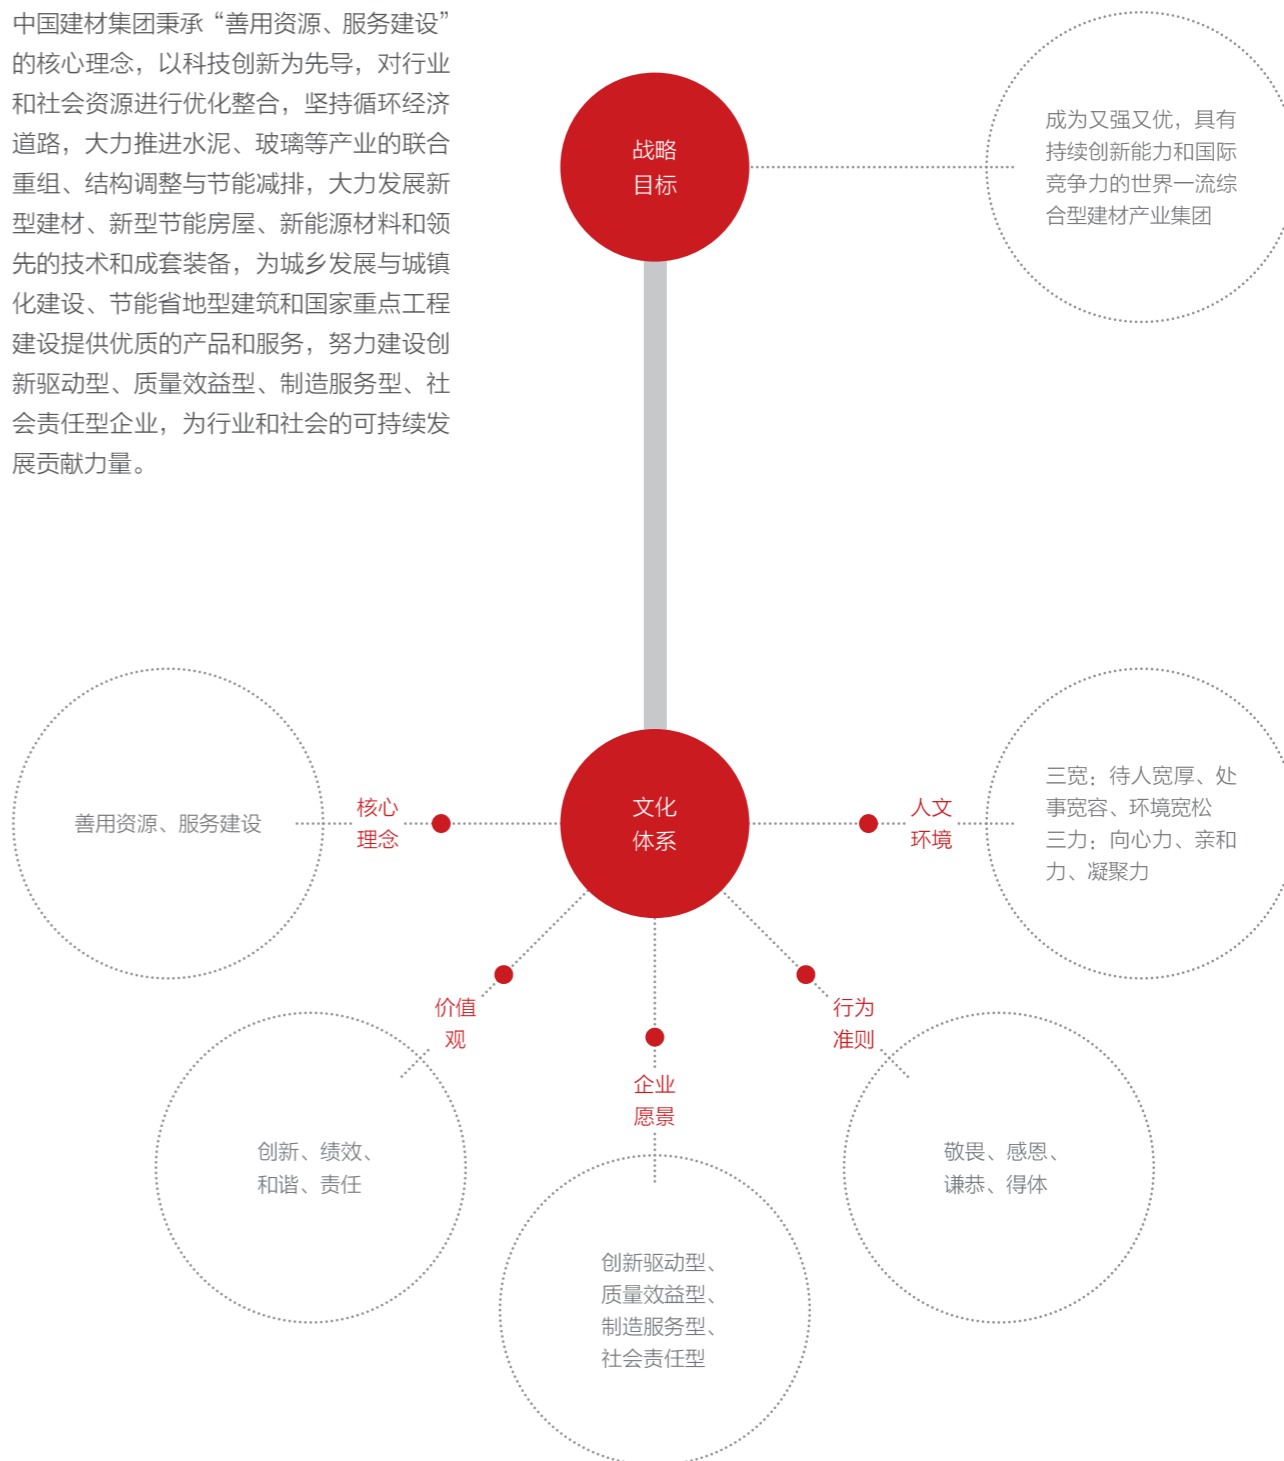 中国建材集团秉承“善用资源、服务建设”
的核心理念，以科技创新为先导，对行业
和社会资源进行优化整合，坚持循环经济
道路，大力推进水泥、玻璃等产业的联合
重组、结构调整与节能减排，大力发展新
型建材、新型节能房屋、新能源材料和领
先的技术和成套装备，为城乡发展与城镇
化建设、节能省地型建筑和国家重点工程
建设提供优质的产品和服务，努力建设创
新驱动型、质量效益型、制造服务型、社
会责任型企业，为行业和社会的可持续发
展贡献力量。
战略
目标
成为又强又优，具有
持续创新能力和国际
竞争力的世界一流综
合型建材产业集团
文化
体系
核心
理念
善用资源、服务建设
价值
观
创新、绩效、
和谐、责任
企业
愿景
创新驱动型、
质量效益型、
制造服务型、
社会责任型
行为
准则
敬畏、感恩、
谦恭、得体
人文
环境
三宽：待人宽厚、处
事宽容、环境宽松
三力：向心力、亲和
力、凝聚力